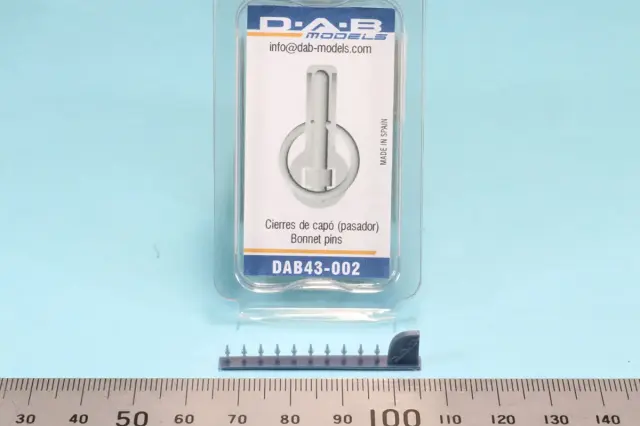 D·A·B
MODELS
info@dab-models.com
MADE IN SPAIN
Cierres de capó (pasador)
Bonnet pins
DAB43-002
30 40 50 60 70 80 90 100 110 120 130 140